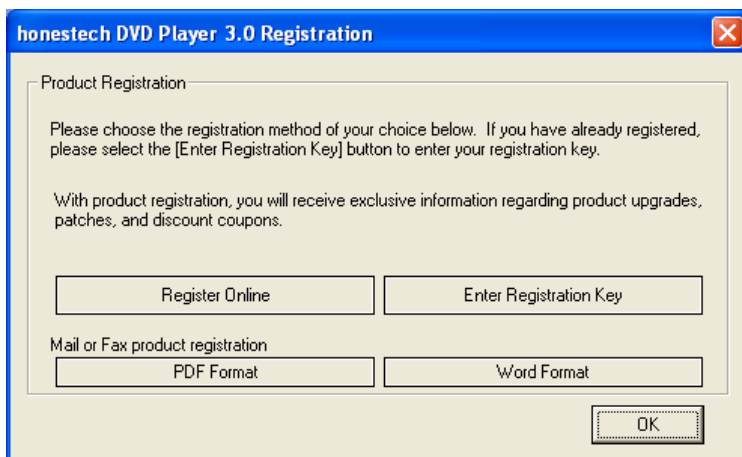 honestech DVD Player 3.0 Registration
Product Registration
Please choose the registration method of your choice below.  If you have already registered,
please select the [Enter Registration Key] button to enter your registration key.
With product registration, you will receive exclusive information regarding product upgrades,
patches, and discount coupons.
Register Online
Enter Registration Key
Mail or Fax product registration
PDF Format
Word Format
OK